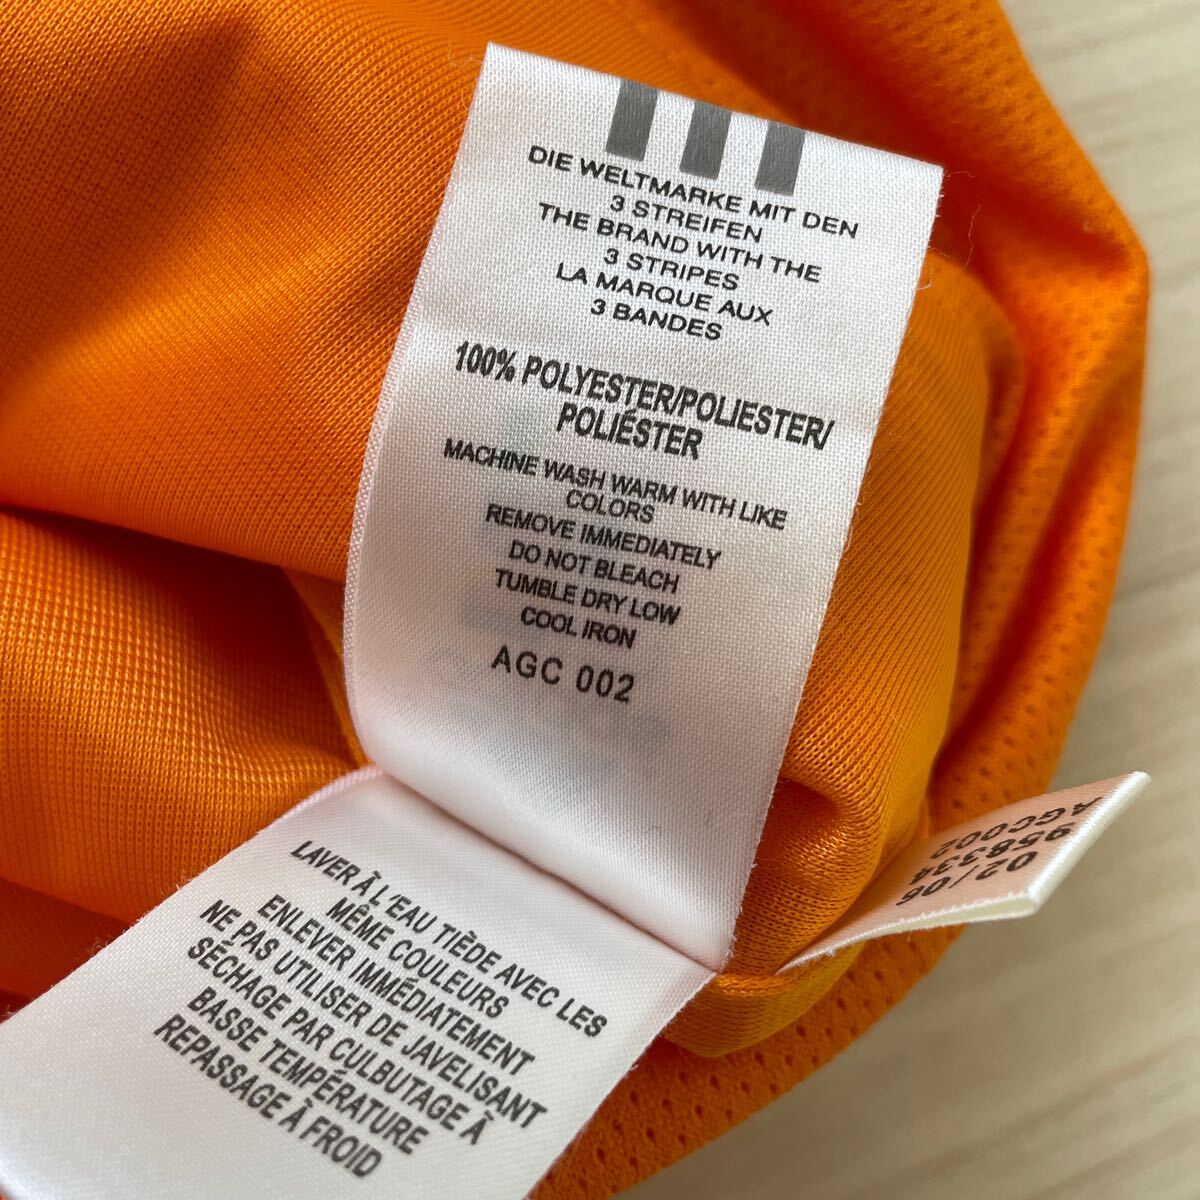 DIE WELTMARKE MIT DEN
3 STREIFEN
THE BRAND WITH THE
3 STRIPES
LA MARQUE AUX
3 BANDES
100% POLYESTER/POLIESTER/
POLIÉSTER
MACHINE WASH WARM WITH LIKE
COLORS
REMOVE IMMEDIATELY
DO NOT BLEACH
TUMBLE DRY LOW
COOL IRON
AGC 002
LAVER À L'EAU TIÈDE AVEC LES
MÊME COULEURS
ENLEVER IMMÉDIATEMENT
NE PAS UTILISER DE JAVELISANT
SÉCHAGE PAR CULBUTAGE À
BASSE TEMPÉRATURE
REPASSAGE À FROID
02/06
958334
AGC002